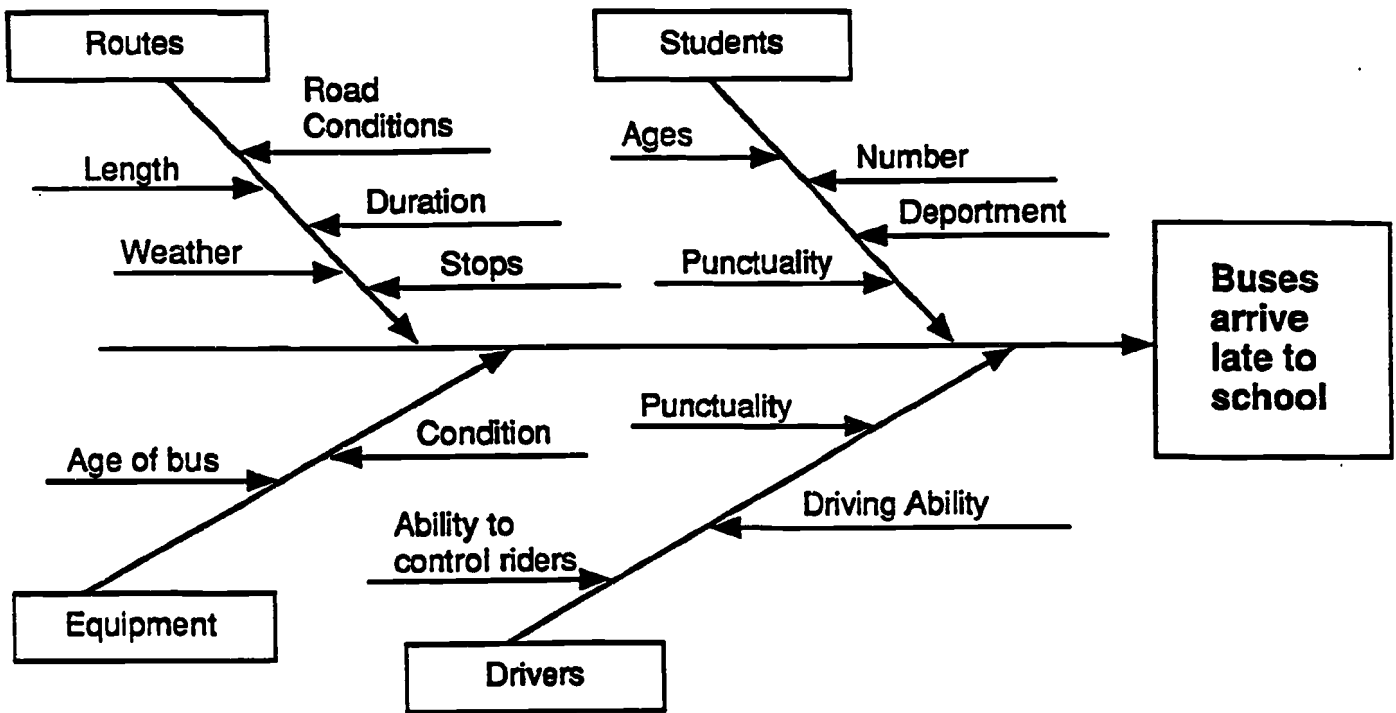 Routes
Students
Road
Conditions
Ages
Length
Number
Duration
Deportment
Weather
Stops
Punctuality
Buses
arrive
late to
school
Punctuality
Condition
Age of bus
Driving Ability
Ability to
control riders
Equipment
Drivers